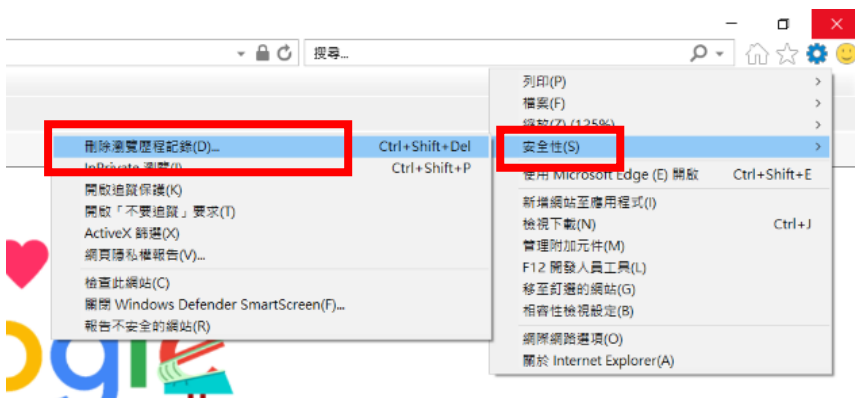 搜尋...
列印(P)
檔案(F)
縮放(Z) (125%)
安全性(S)
使用 Microsoft Edge (E) 開啟 Ctrl+Shift+E
新增網站至應用程式(I)
檢視下載(N) Ctrl+J
管理附加元件(M)
F12 開發人員工具(L)
移至釘選的網站(G)
相容性檢視設定(B)
網際網路選項(O)
關於 Internet Explorer(A)
刪除瀏覽歷程記錄(D)... Ctrl+Shift+Del
InPrivate 瀏覽(I) Ctrl+Shift+P
開啟追蹤保護(K)
開啟「不要追蹤」要求(T)
ActiveX 篩選(X)
網頁隱私權報告(V)...
檢查此網站(C)
關閉 Windows Defender SmartScreen(F)...
報告不安全的網站(R)